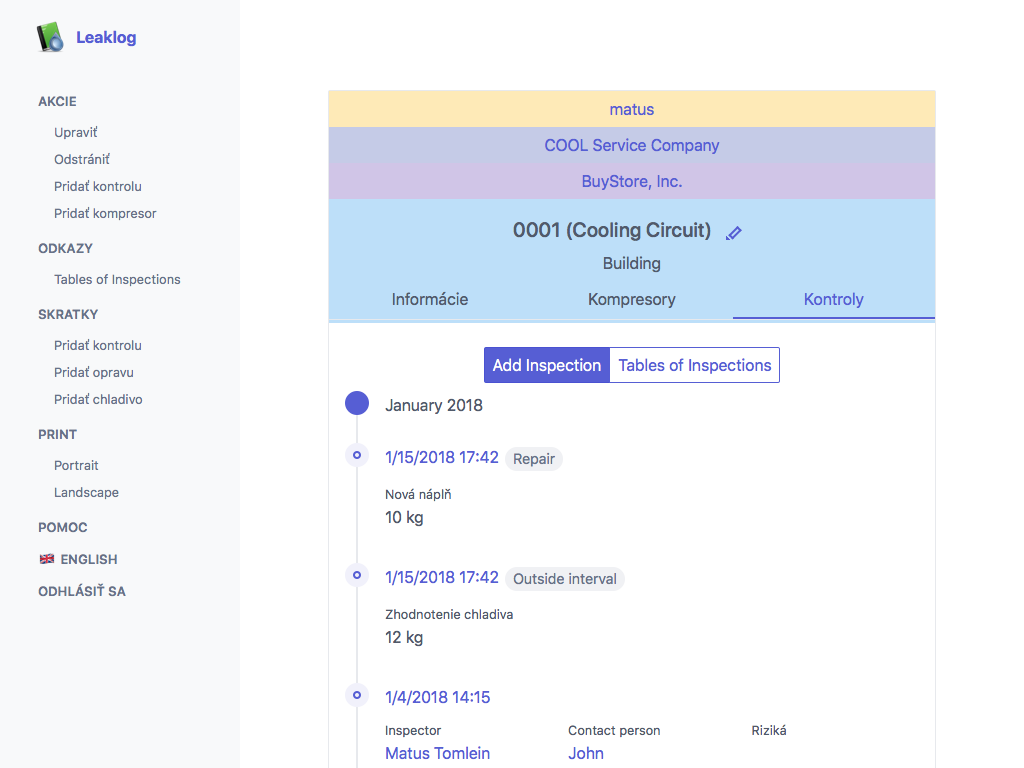 Leaklog
AKCIE
Upraviť
Odstrániť
Pridať kontrolu
Pridať kompresor
ODKAZY
Tables of Inspections
SKRATKY
Pridať kontrolu
Pridať opravu
Pridať chladivo
PRINT
Portrait
Landscape
POMOC
ENGLISH
ODHLÁSIŤ SA
matus
COOL Service Company
BuyStore, Inc.
0001 (Cooling Circuit)
Building
Informácie Kompresory Kontroly
Add Inspection Tables of Inspections
January 2018
1/15/2018 17:42 Repair
Nová náplň
10 kg
1/15/2018 17:42 Outside interval
Zhodnotenie chladiva
12 kg
1/4/2018 14:15
Inspector Contact person Riziká
Matus Tomlein John